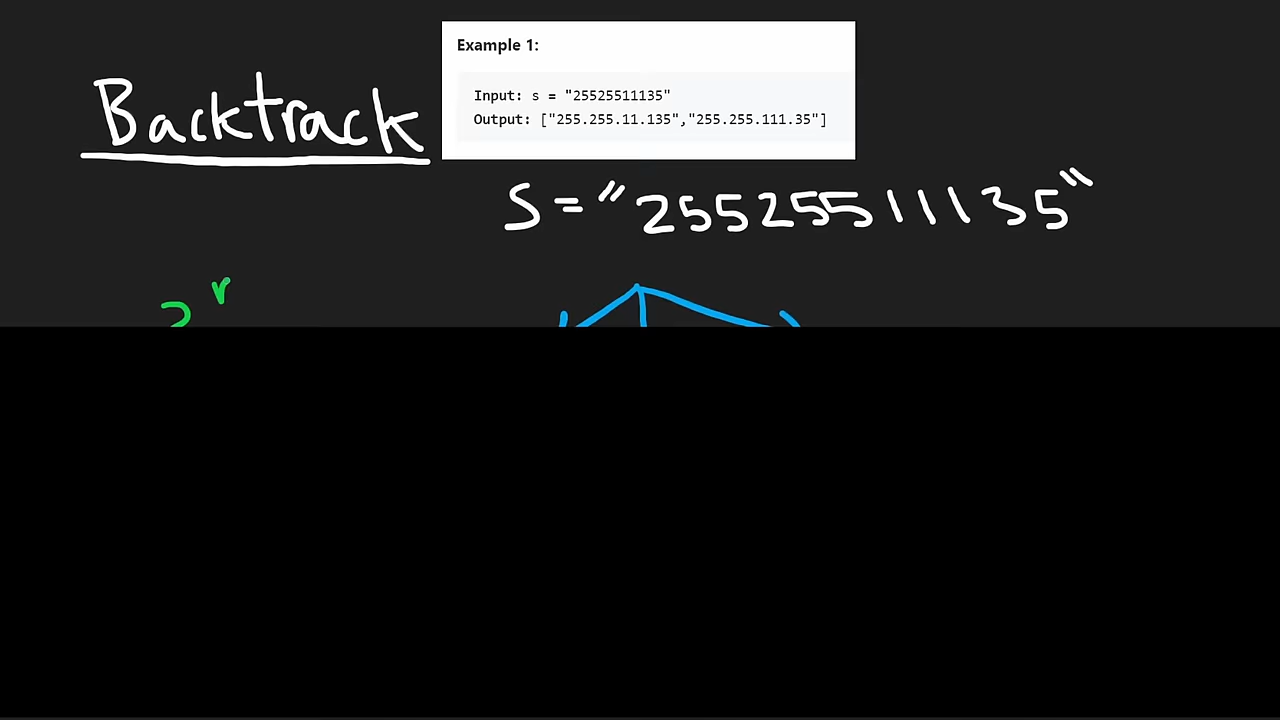 Example 1:
Input: s = "25525511135"
Output: ["255.255.11.135","255.255.111.35"]
Backtrack
S="25525511135"